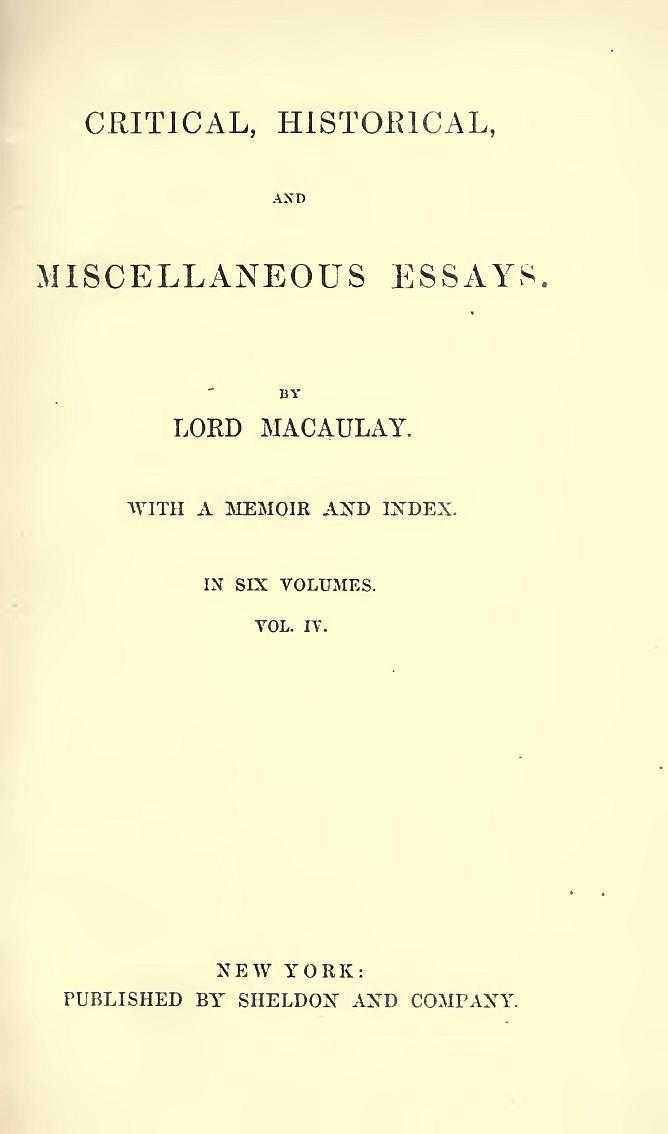 CRITICAL, HISTORICAL,
AND
MISCELLANEOUS ESSAYS.
BY
LORD MACAULAY.
WITH A MEMOIR AND INDEX.
IN SIX VOLUMES.
VOL. IV.
NEW YORK:
PUBLISHED BY SHELDON AND COMPANY.